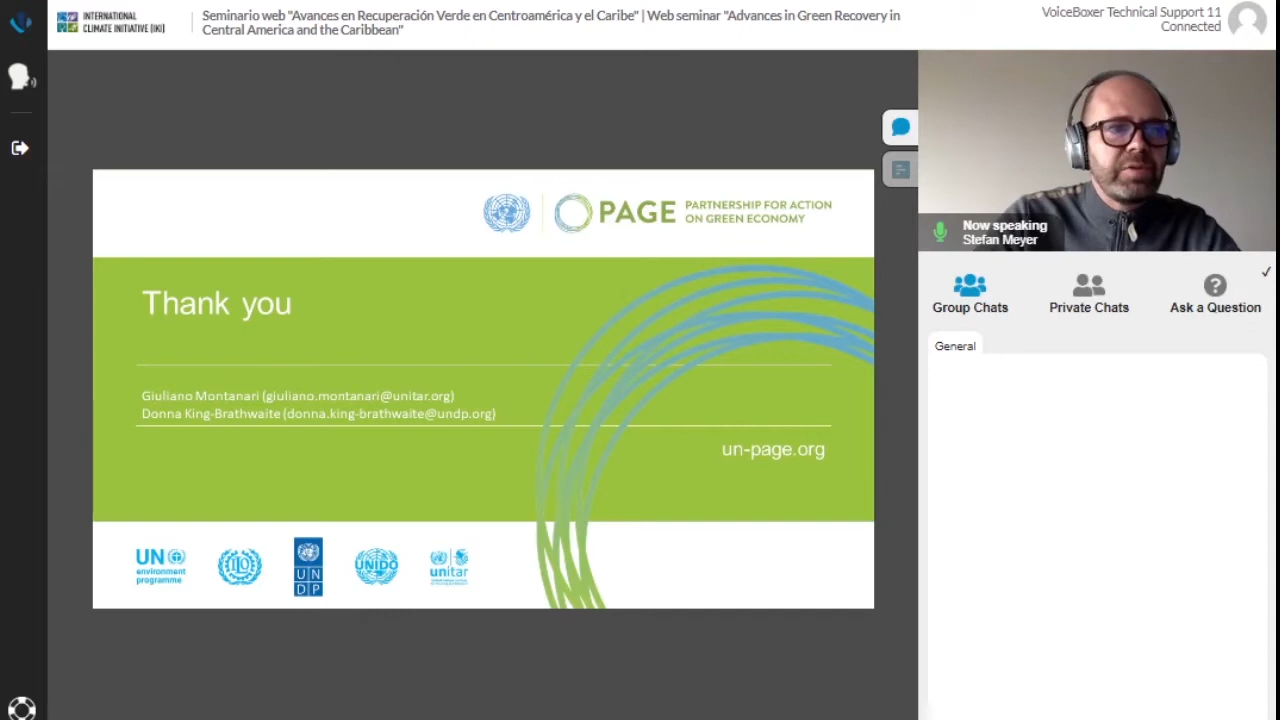 INTERNATIONAL
CLIMATE INITIATIVE (IKI)
Seminario web "Avances en Recuperación Verde en Centroamérica y el Caribe" | Web seminar "Advances in Green Recovery in
Central America and the Caribbean"
VoiceBoxer Technical Support 11
Connected
PAGE
PARTNERSHIP FOR ACTION
ON GREEN ECONOMY
Thank you
Giuliano Montanari (giuliano.montanari@unitar.org)
Donna King-Brathwaite (donna.king-brathwaite@undp.org)
un-page.org
UN
environment
programme
ILO
UN
DP
UNIDO
unitar
Now speaking
Stefan Meyer
Group Chats
Private Chats
Ask a Question
General